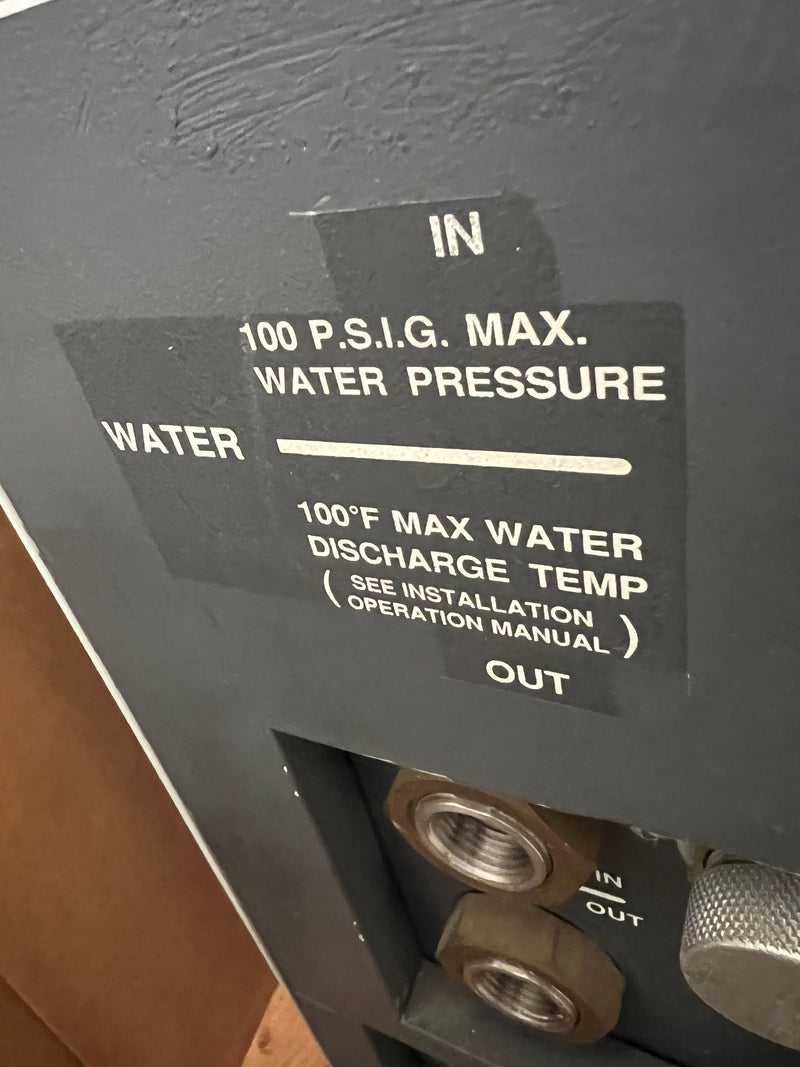 IN
100 P.S.I.G. MAX.
WATER PRESSURE
WATER
100°F MAX WATER
DISCHARGE TEMP
( SEE INSTALLATION
OPERATION MANUAL )
OUT
IN
OUT